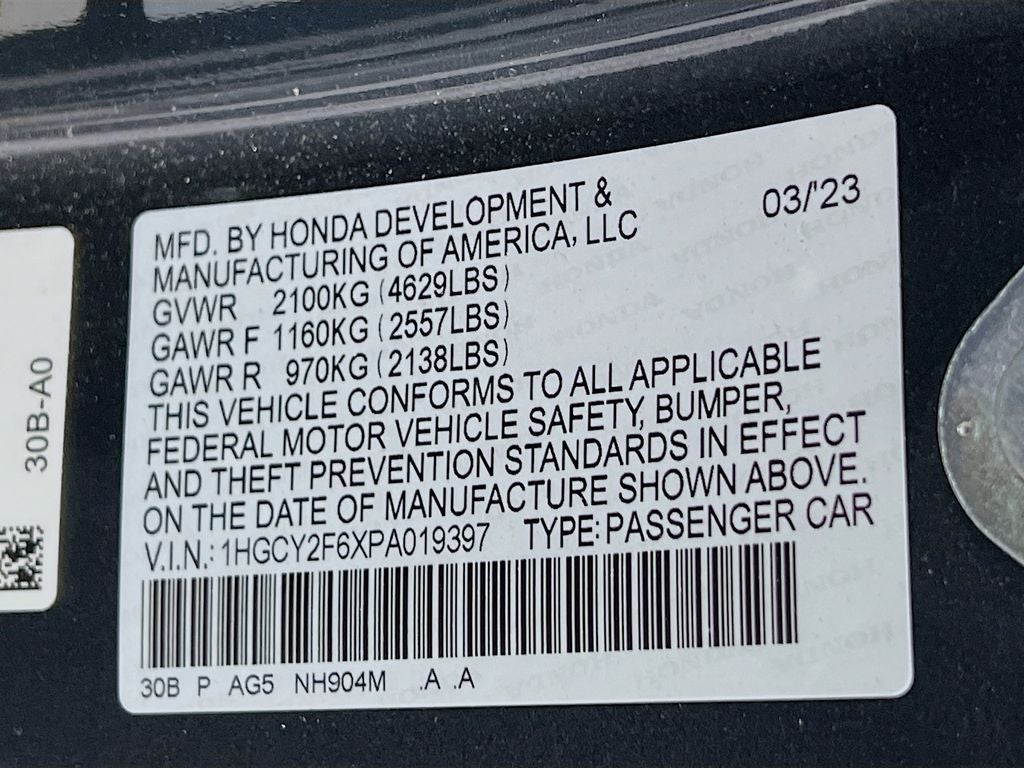 MFD. BY HONDA DEVELOPMENT & 03/'23
MANUFACTURING OF AMERICA, LLC
GVWR 2100KG (4629LBS)
GAWR F 1160KG (2557LBS)
GAWR R 970KG (2138LBS)
THIS VEHICLE CONFORMS TO ALL APPLICABLE
FEDERAL MOTOR VEHICLE SAFETY, BUMPER,
AND THEFT PREVENTION STANDARDS IN EFFECT
ON THE DATE OF MANUFACTURE SHOWN ABOVE.
V.I.N.: 1HGCY2F6XPA019397 TYPE: PASSENGER CAR
30B P AG5 NH904M .A .A
30B-A0